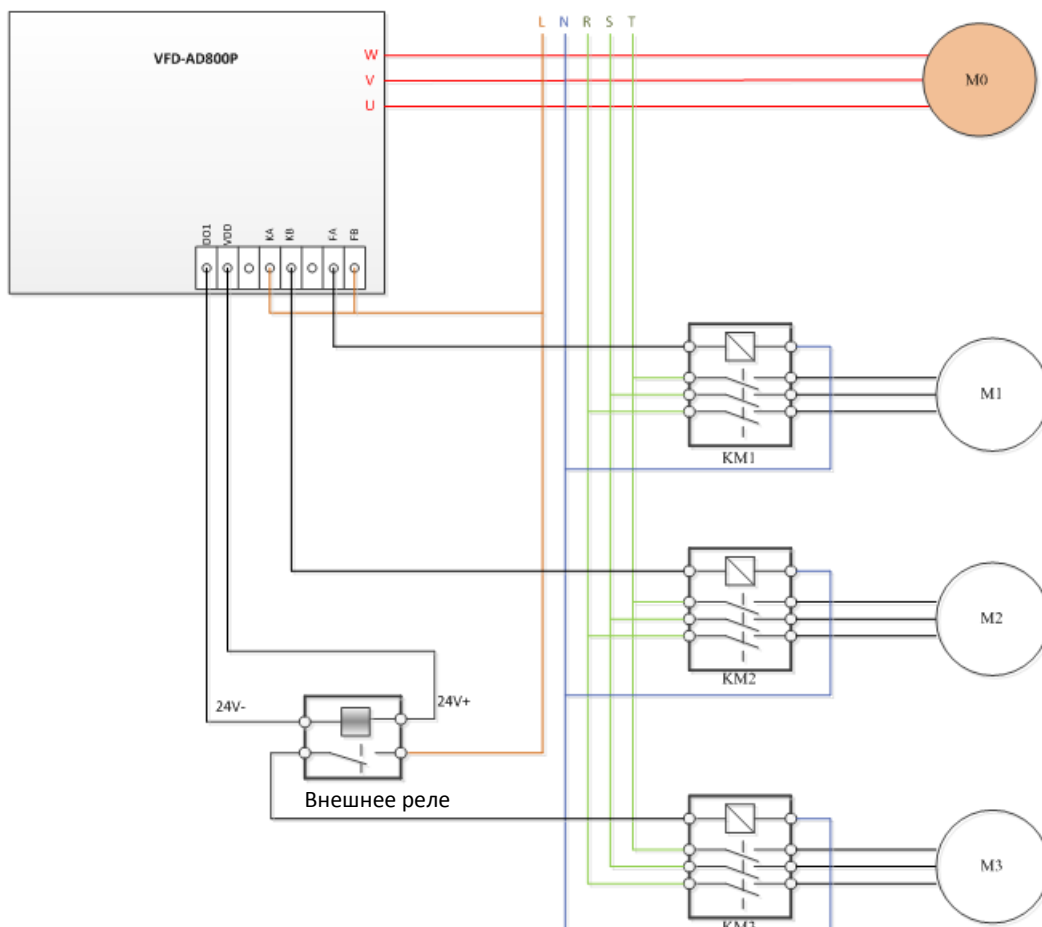 L N R S T
VFD-AD800P
W
V
U
M0
DO1 VDD KA KB FA FB
M1
KM1
M2
KM2
24V-
24V+
Внешнее реле
M3